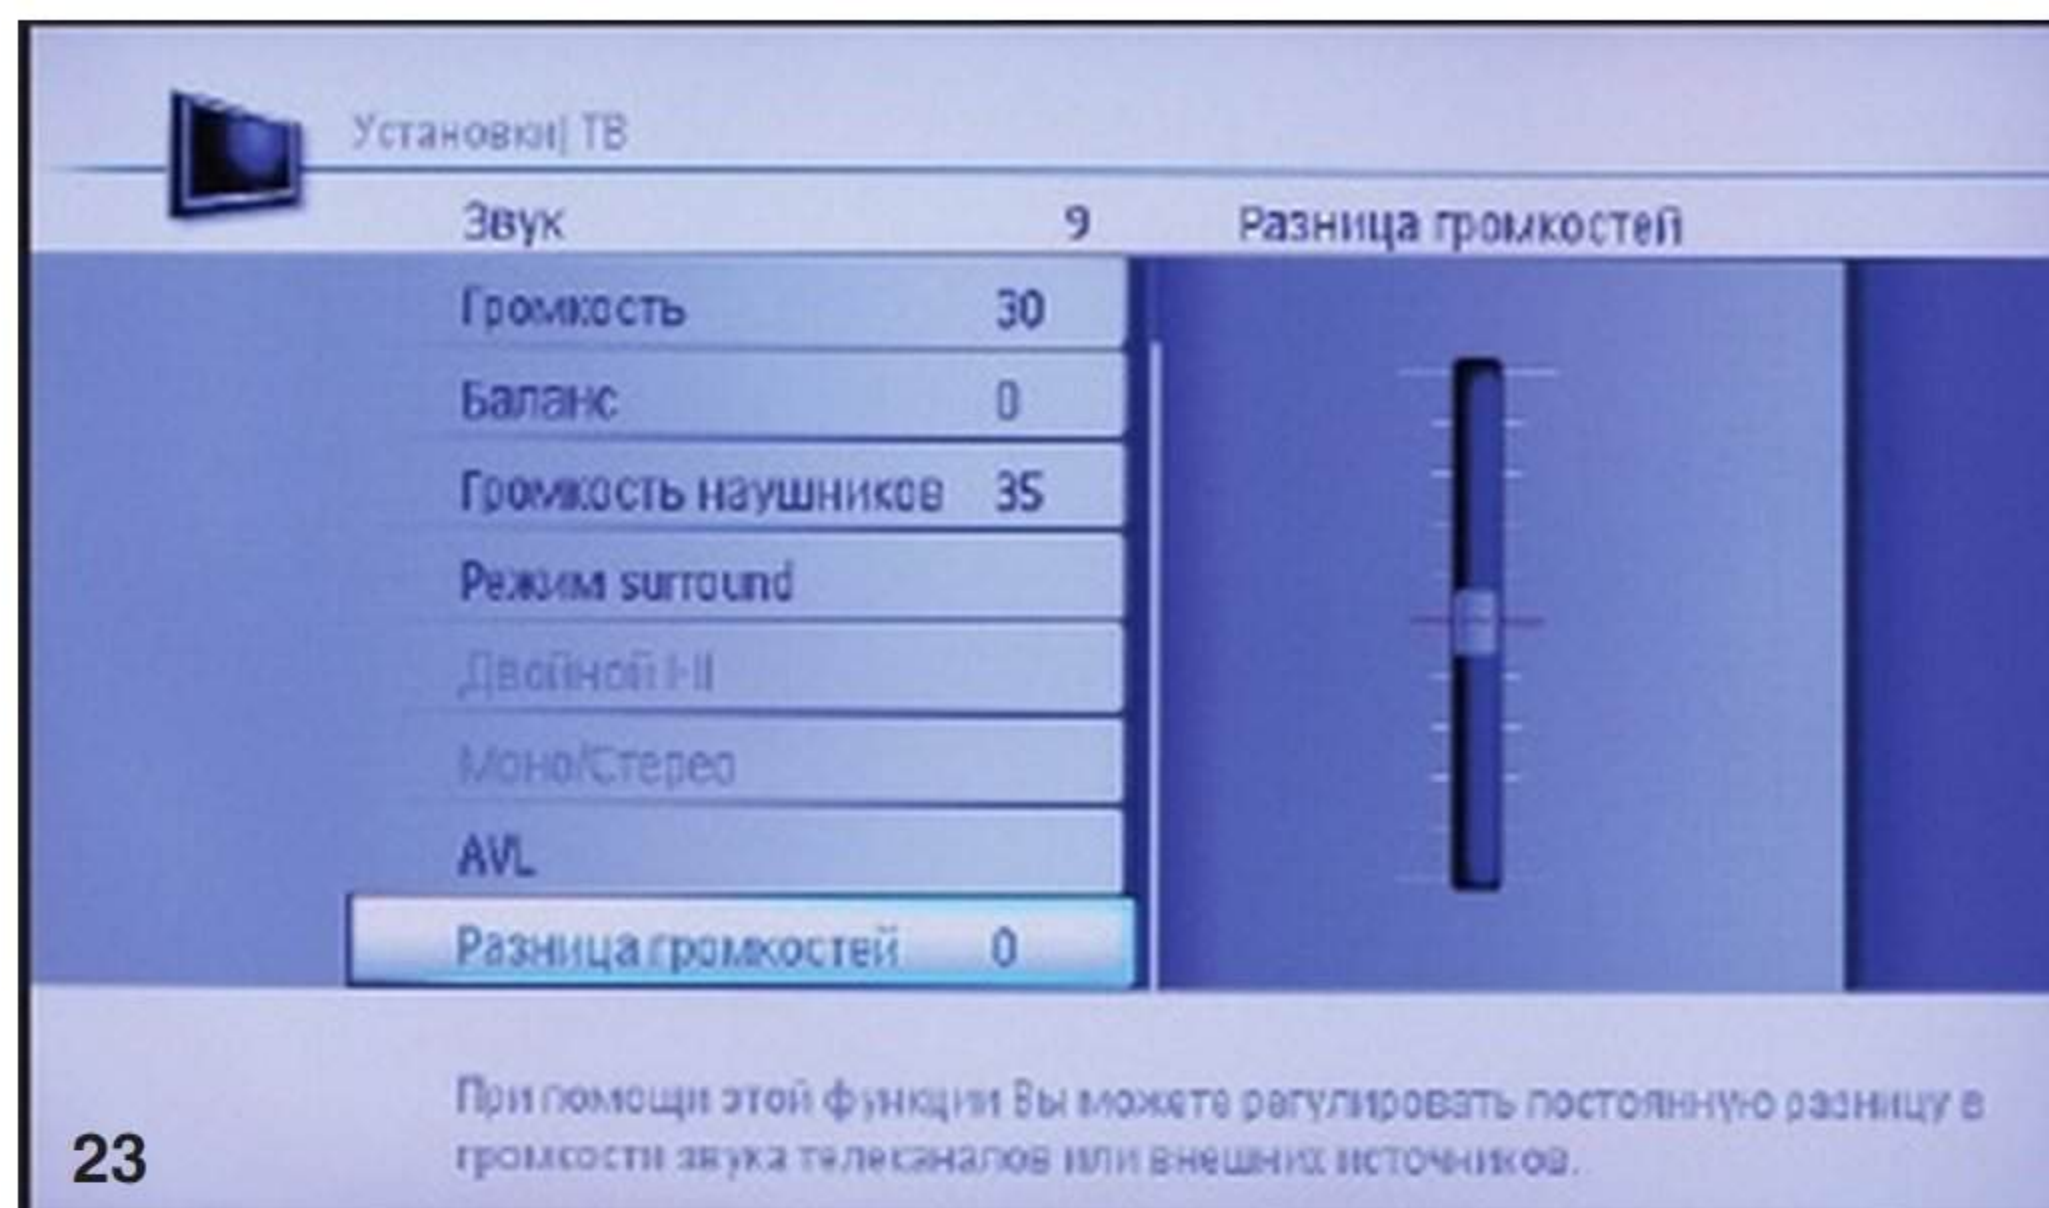 Установки| ТВ
Звук 9 Разница громкостей
Громкость 30
Баланс 0
Громкость наушников 35
Режим surround
Двойной I-II
Моно/Стерео
AVL
Разница громкостей 0
При помощи этой функции Вы можете регулировать постоянную разницу в
громкости звука телеканалов или внешних источников.
23